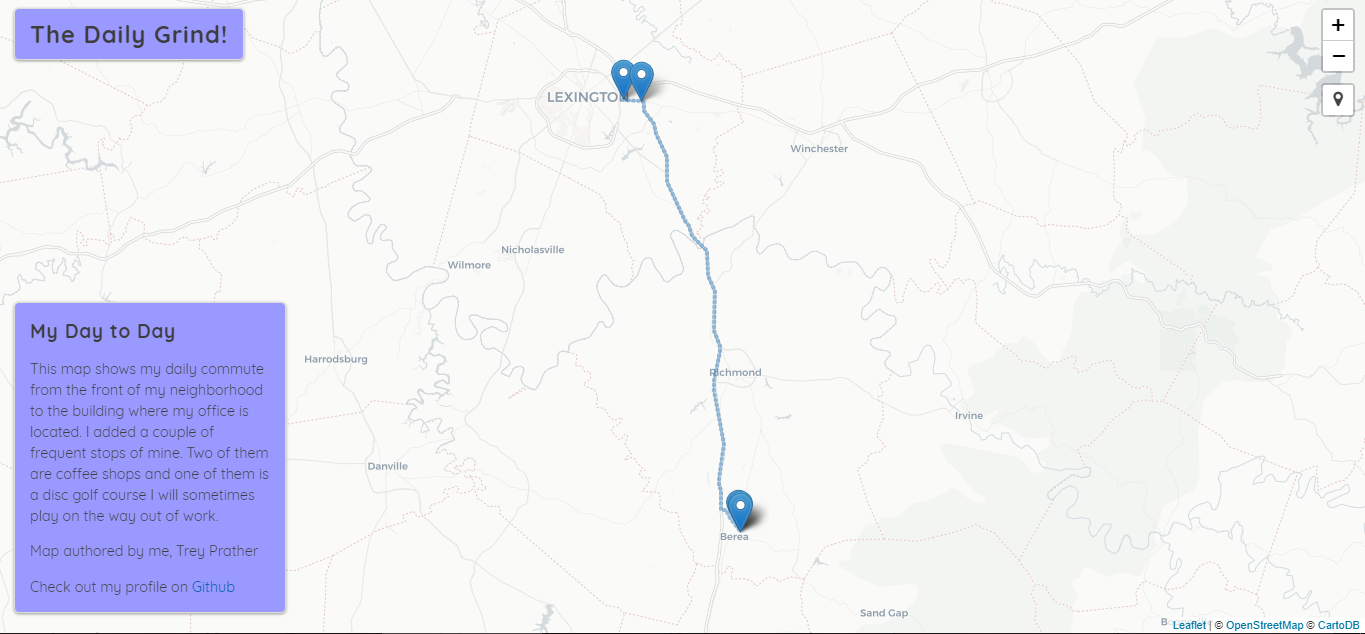 The Daily Grind!
+
−
LEXINGTON
Winchester
Nicholasville
Wilmore
Harrodsburg
Richmond
Irvine
Danville
Berea
Sand Gap
My Day to Day
This map shows my daily commute
from the front of my neighborhood
to the building where my office is
located. I added a couple of
frequent stops of mine. Two of them
are coffee shops and one of them is
a disc golf course I will sometimes
play on the way out of work.
Map authored by me, Trey Prather
Check out my profile on Github
Leaflet | © OpenStreetMap © CartoDB